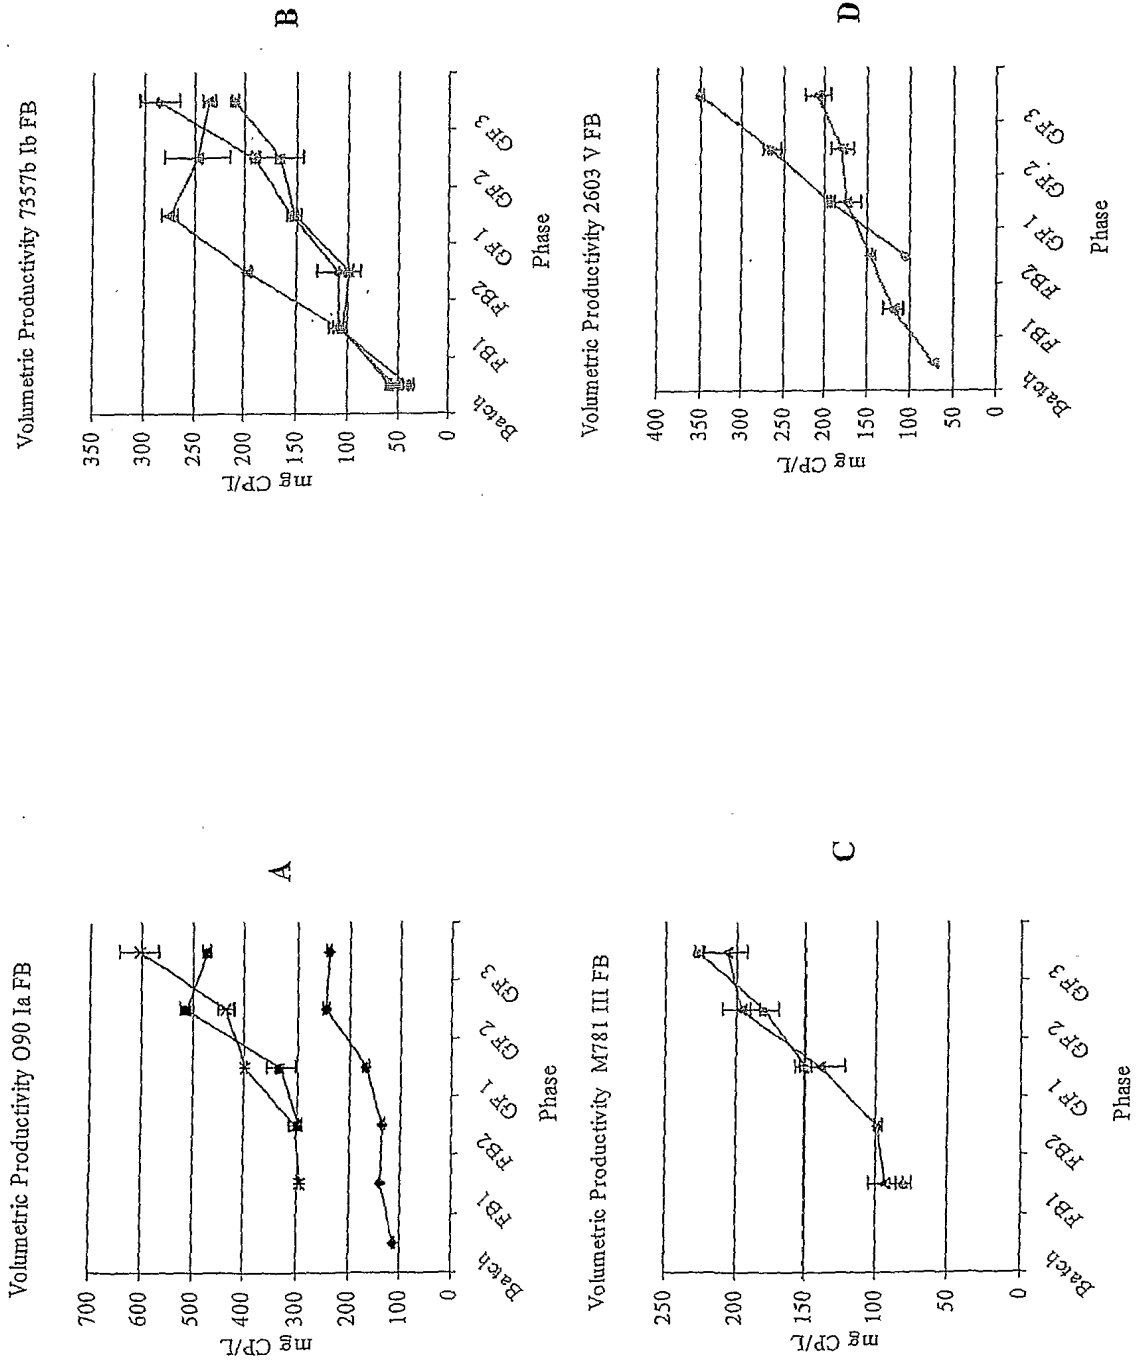 Volumetric Productivity O90 Ia FB
700
600
500
400
300
200
100
0
mg CP/L
Batch
FB1
FB2
GF 1
GF 2
GF 3
Phase
A
Volumetric Productivity 7357b Ib FB
350
300
250
200
150
100
50
0
mg CP/L
Batch
FB1
FB2
GF 1
GF 2
GF 3
Phase
B
Volumetric Productivity M781 III FB
250
200
150
100
50
0
mg CP/L
Batch
FB1
FB2
GF 1
GF 2
GF 3
Phase
C
Volumetric Productivity 2603 V FB
400
350
300
250
200
150
100
50
0
mg CP/L
Batch
FB1
FB2
GF 1
GF 2
GF 3
Phase
D